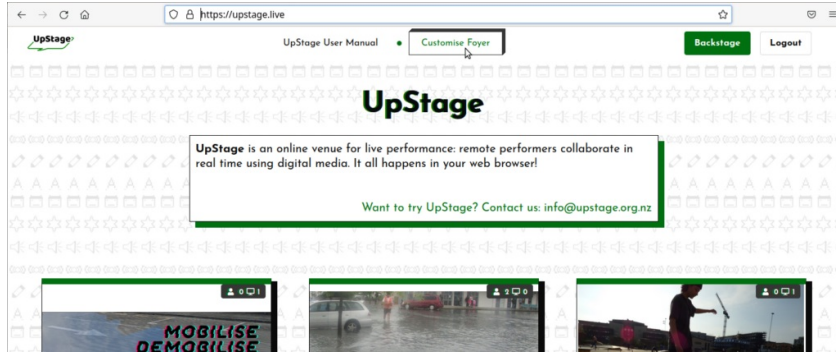 https://upstage.live
UpStage
UpStage User Manual
Customise Foyer
Backstage
Logout
UpStage
UpStage is an online venue for live performance: remote performers collaborate in
real time using digital media. It all happens in your web browser!
Want to try UpStage? Contact us: info@upstage.org.nz
0 1
2 0
0 1
MOBILISE
DEMOBILISE